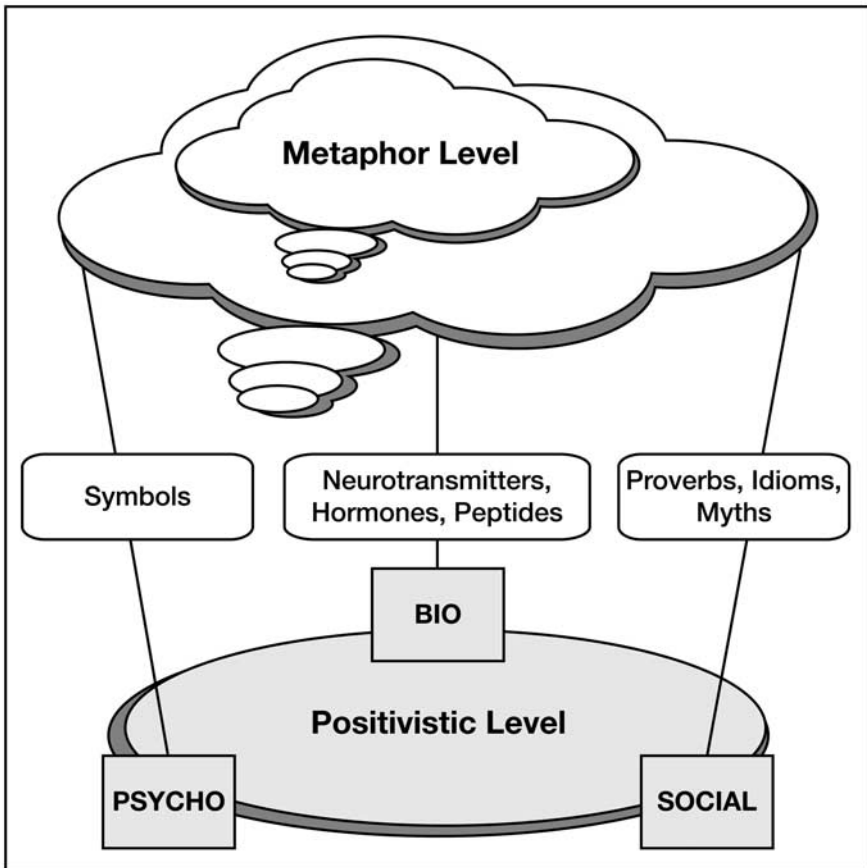 Metaphor Level
Symbols
Neurotransmitters,
Hormones, Peptides
Proverbs, Idioms,
Myths
BIO
Positivistic Level
PSYCHO
SOCIAL